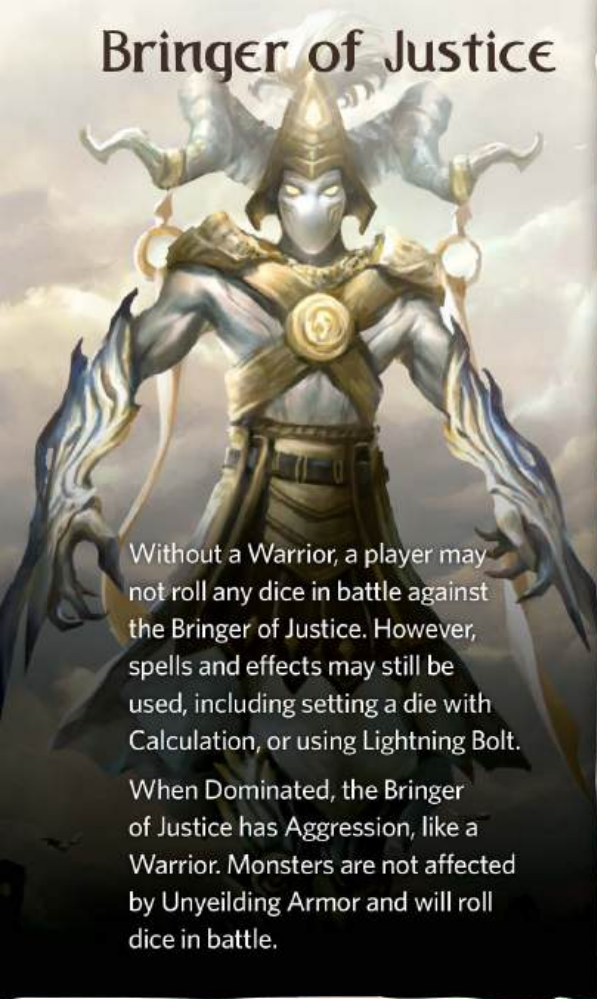 Bringer of Justice
Without a Warrior, a player may
not roll any dice in battle against
the Bringer of Justice. However,
spells and effects may still be
used, including setting a die with
Calculation, or using Lightning Bolt.
When Dominated, the Bringer
of Justice has Aggression, like a
Warrior. Monsters are not affected
by Unyeilding Armor and will roll
dice in battle.